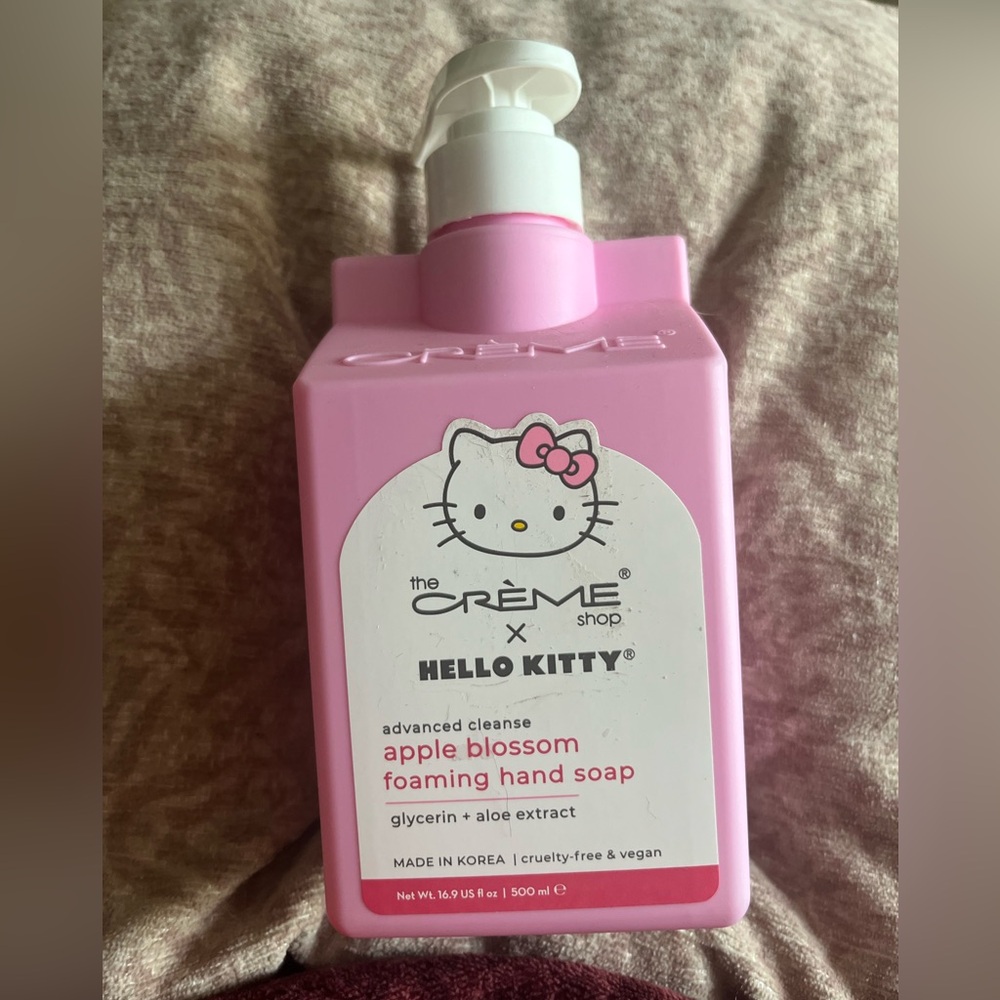 CRÈME®
the
CRÈME®
shop
X
HELLO KITTY®
advanced cleanse
apple blossom
foaming hand soap
glycerin + aloe extract
MADE IN KOREA | cruelty-free & vegan
Net Wt. 16.9 US fl oz | 500 ml ℮